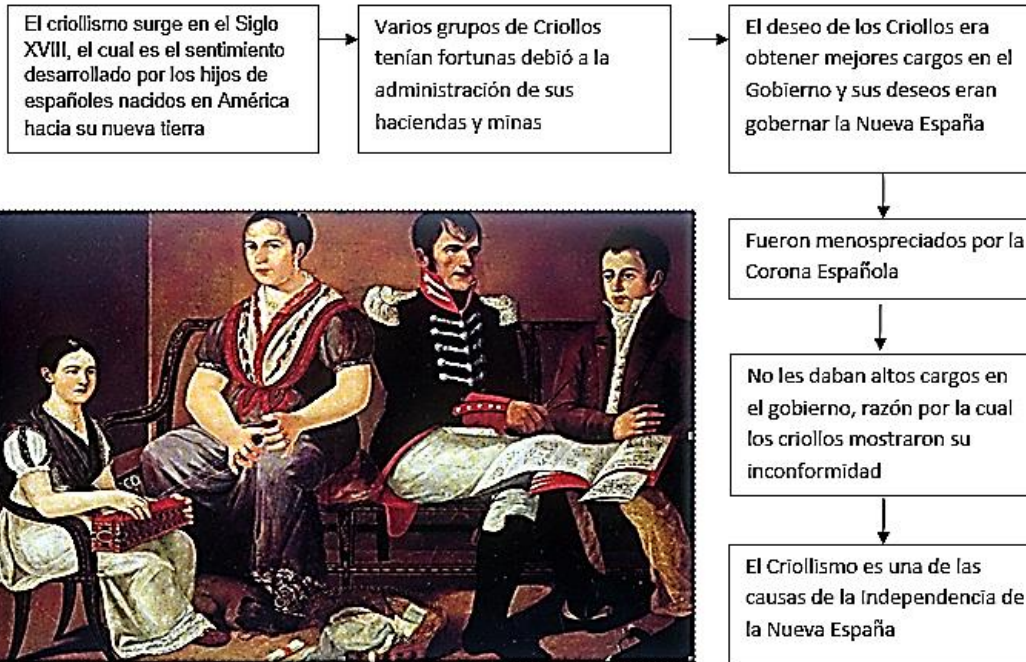 El criollismo surge en el Siglo
XVIII, el cual es el sentimiento
desarrollado por los hijos de
españoles nacidos en América
hacia su nueva tierra
Varios grupos de Criollos
tenían fortunas debió a la
administración de sus
haciendas y minas
El deseo de los Criollos era
obtener mejores cargos en el
Gobierno y sus deseos eran
gobernar la Nueva España
Fueron menospreciados por la
Corona Española
No les daban altos cargos en
el gobierno, razón por la cual
los criollos mostraron su
inconformidad
El Criollismo es una de las
causas de la Independencia de
la Nueva España